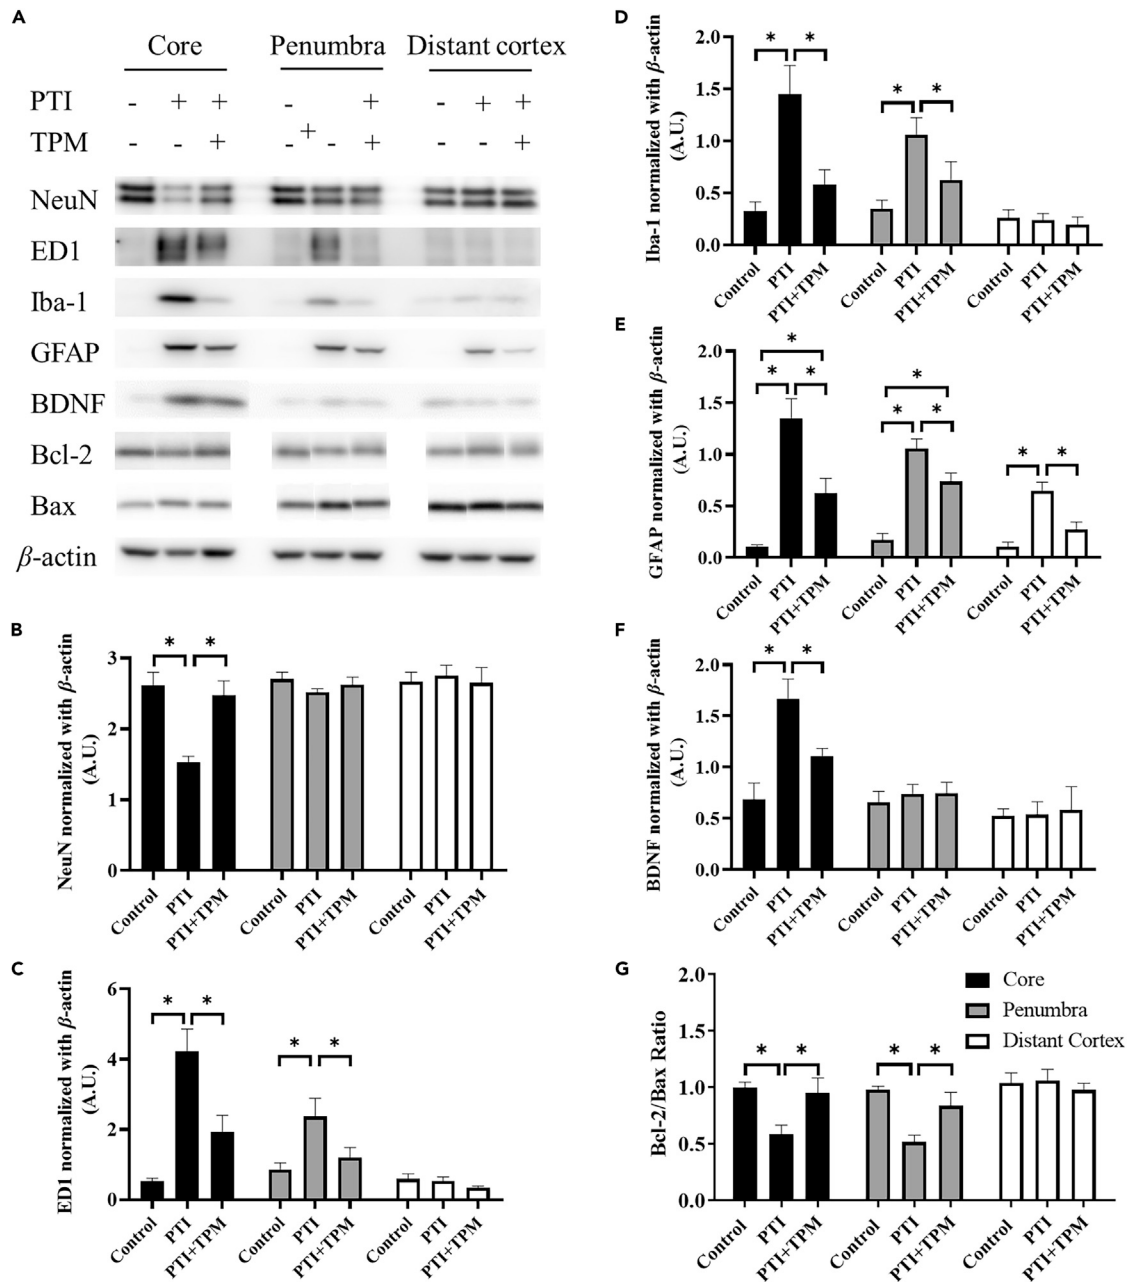 A
Core Penumbra Distant cortex
PTI - + + - + - + +
+
TPM - - + - - + - - +
NeuN
ED1
Iba-1
GFAP
BDNF
Bcl-2
Bax
β-actin
B
NeuN normalized with β-actin
(A.U.)
3
2
1
0
* *
Control PTI PTI+TPM Control PTI PTI+TPM Control PTI PTI+TPM
C
ED1 normalized with β-actin
(A.U.)
6
4
2
0
* * * *
Control PTI PTI+TPM Control PTI PTI+TPM Control PTI PTI+TPM
D
Iba-1 normalized with β-actin
(A.U.)
2.0
1.5
1.0
0.5
0.0
* * * *
Control PTI PTI+TPM Control PTI PTI+TPM Control PTI PTI+TPM
E
GFAP normalized with β-actin
(A.U.)
2.0
1.5
1.0
0.5
0.0
* *
* * * * * *
Control PTI PTI+TPM Control PTI PTI+TPM Control PTI PTI+TPM
F
BDNF normalized with β-actin
(A.U.)
2.0
1.5
1.0
0.5
0.0
* *
Control PTI PTI+TPM Control PTI PTI+TPM Control PTI PTI+TPM
G
Bcl-2/Bax Ratio
2.0
1.5
1.0
0.5
0.0
Core
Penumbra
Distant Cortex
* * * *
Control PTI PTI+TPM Control PTI PTI+TPM Control PTI PTI+TPM